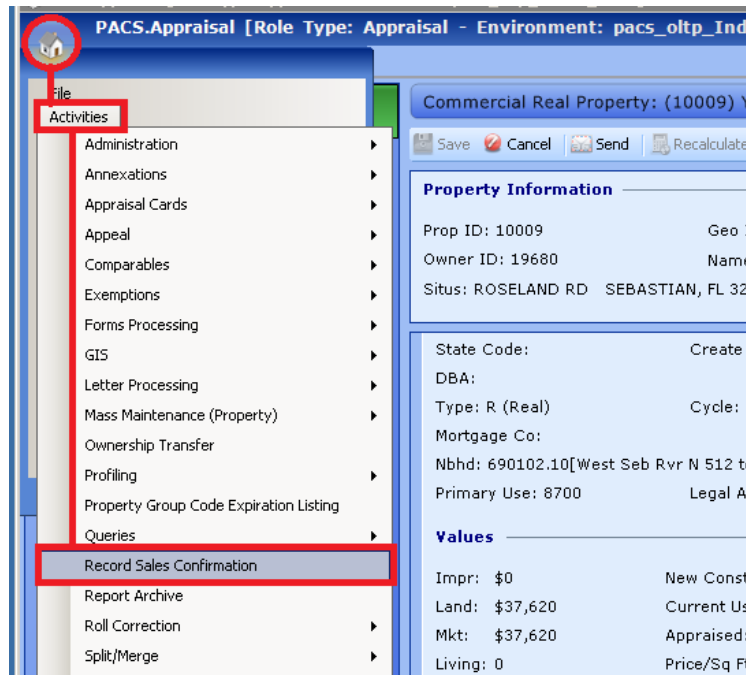 PACS.Appraisal [Role Type: Appraisal - Environment: pacs_oltp_Ind
File
Activities
Administration
Annexations
Appraisal Cards
Appeal
Comparables
Exemptions
Forms Processing
GIS
Letter Processing
Mass Maintenance (Property)
Ownership Transfer
Profiling
Property Group Code Expiration Listing
Queries
Record Sales Confirmation
Report Archive
Roll Correction
Split/Merge
Commercial Real Property: (10009) Y
Save Cancel Send Recalculate
Property Information
Prop ID: 10009 Geo
Owner ID: 19680 Name
Situs: ROSELAND RD SEBASTIAN, FL 32
State Code: Create
DBA:
Type: R (Real) Cycle:
Mortgage Co:
Nbhd: 690102.10[West Seb Rvr N 512 t
Primary Use: 8700 Legal A
Values
Impr: $0 New Const
Land: $37,620 Current Us
Mkt: $37,620 Appraised:
Living: 0 Price/Sq Ft